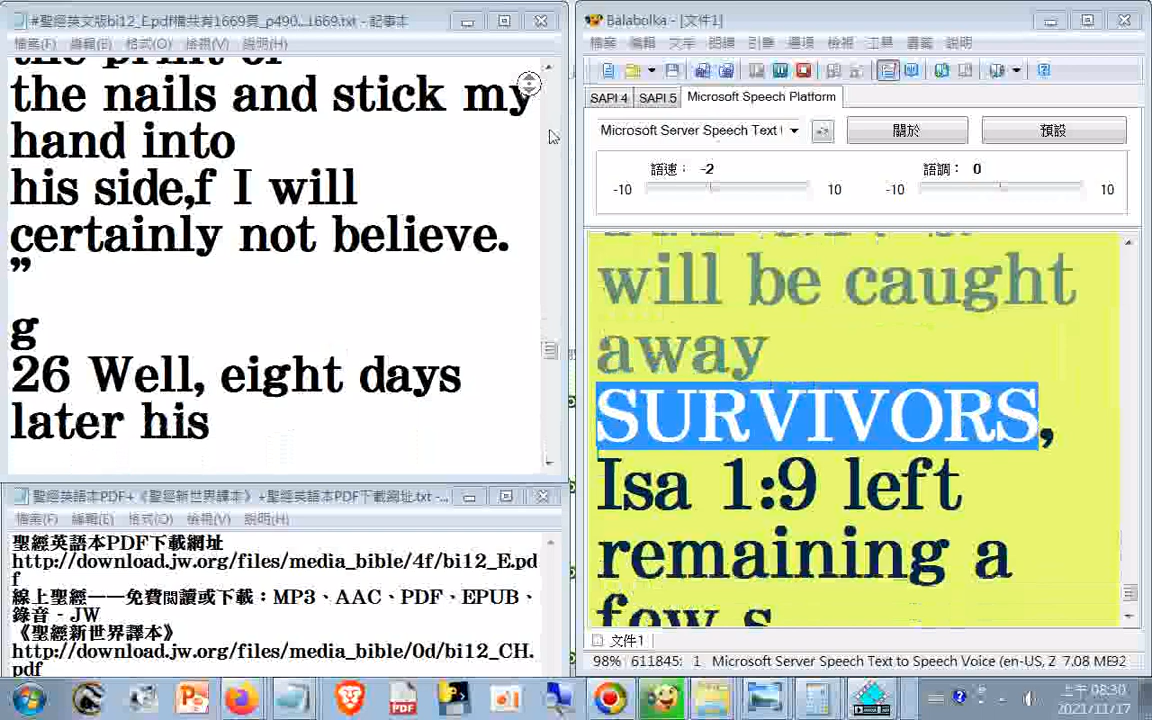 #聖經英文版bi12_E.pdf檔共有1669頁_p490...1669.txt - 記事本
檔案(F) 編輯(E) 格式(O) 檢視(V) 說明(H)
the print of
the nails and stick my
hand into
his side,f I will
certainly not believe.
”
g
26 Well, eight days
later his
聖經英語本PDF+《聖經新世界譯本》+聖經英語本PDF下載網址.txt - ...
檔案(F) 編輯(E) 格式(O) 檢視(V) 說明(H)
聖經英語本PDF下載網址
http://download.jw.org/files/media_bible/4f/bi12_E.pd
f
線上聖經──免費閱讀或下載：MP3、AAC、PDF、EPUB、
錄音 - JW
《聖經新世界譯本》
http://download.jw.org/files/media_bible/0d/bi12_CH.
pdf
Balabolka - [文件1]
檔案 編輯 文字 朗讀 引擎 選項 檢視 工具 書籤 說明
SAPI 4 SAPI 5 Microsoft Speech Platform
Microsoft Server Speech Text 關於 預設
語速： -2 語調： 0
-10 10 -10 10
will be caught
away
SURVIVORS,
Isa 1:9 left
remaining a
few s
文件1
98% 611845: 1 Microsoft Server Speech Text to Speech Voice (en-US, Z 7.08 ME92
上午 08:30
2021/11/17